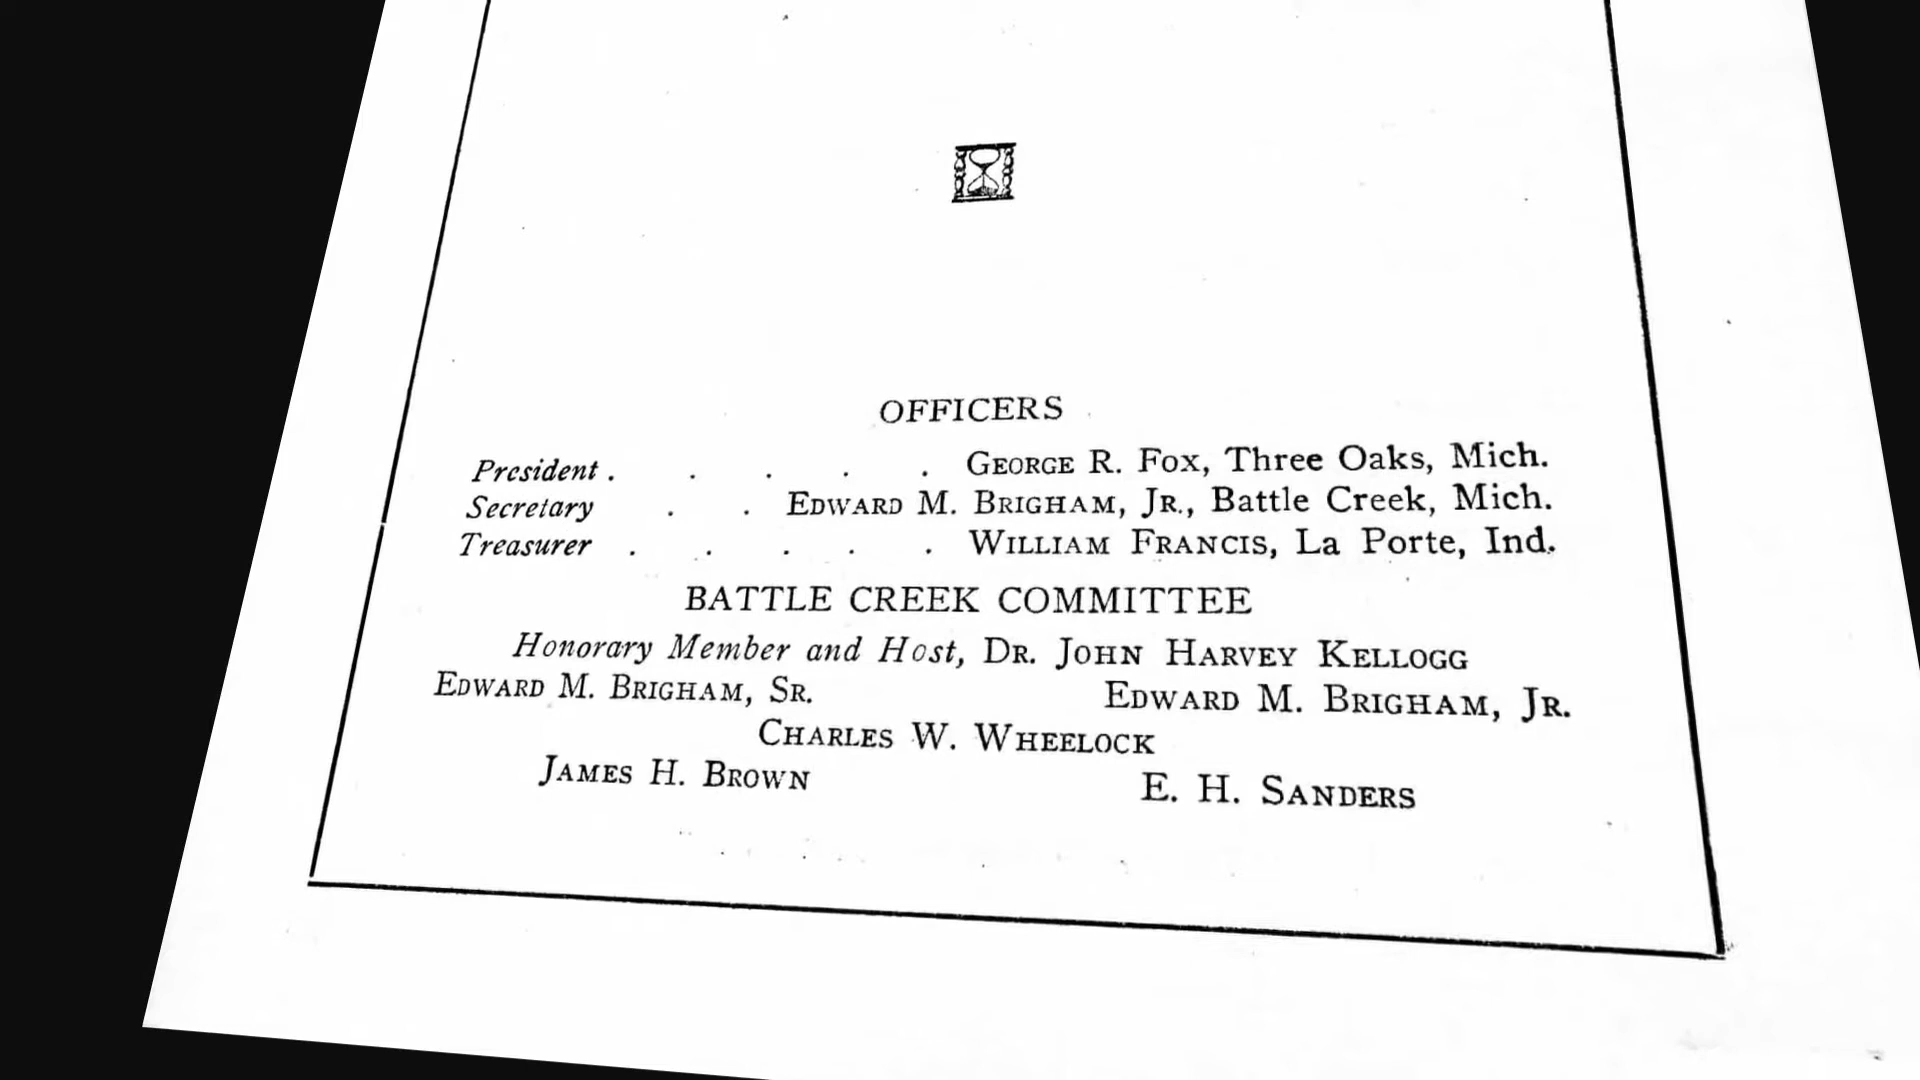 OFFICERS
President . . . . . GEORGE R. FOX, Three Oaks, Mich.
Secretary . . EDWARD M. BRIGHAM, JR., Battle Creek, Mich.
Treasurer . . . . . WILLIAM FRANCIS, La Porte, Ind.
BATTLE CREEK COMMITTEE
Honorary Member and Host, DR. JOHN HARVEY KELLOGG
EDWARD M. BRIGHAM, SR. EDWARD M. BRIGHAM, JR.
CHARLES W. WHEELOCK
JAMES H. BROWN E. H. SANDERS